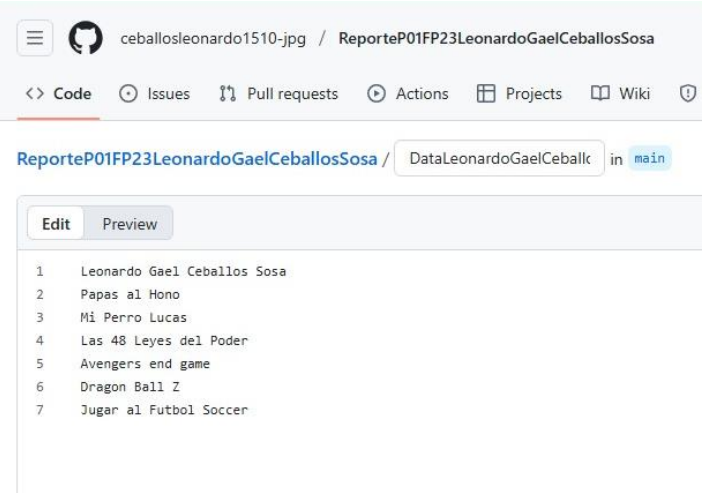 ceballosleonardo1510-jpg / ReporteP01FP23LeonardoGaelCeballosSosa
<> Code Issues Pull requests Actions Projects Wiki
ReporteP01FP23LeonardoGaelCeballosSosa / DataLeonardoGaelCeballc in main
Edit Preview
1 Leonardo Gael Ceballos Sosa
2 Papas al Hono
3 Mi Perro Lucas
4 Las 48 Leyes del Poder
5 Avengers end game
6 Dragon Ball Z
7 Jugar al Futbol Soccer